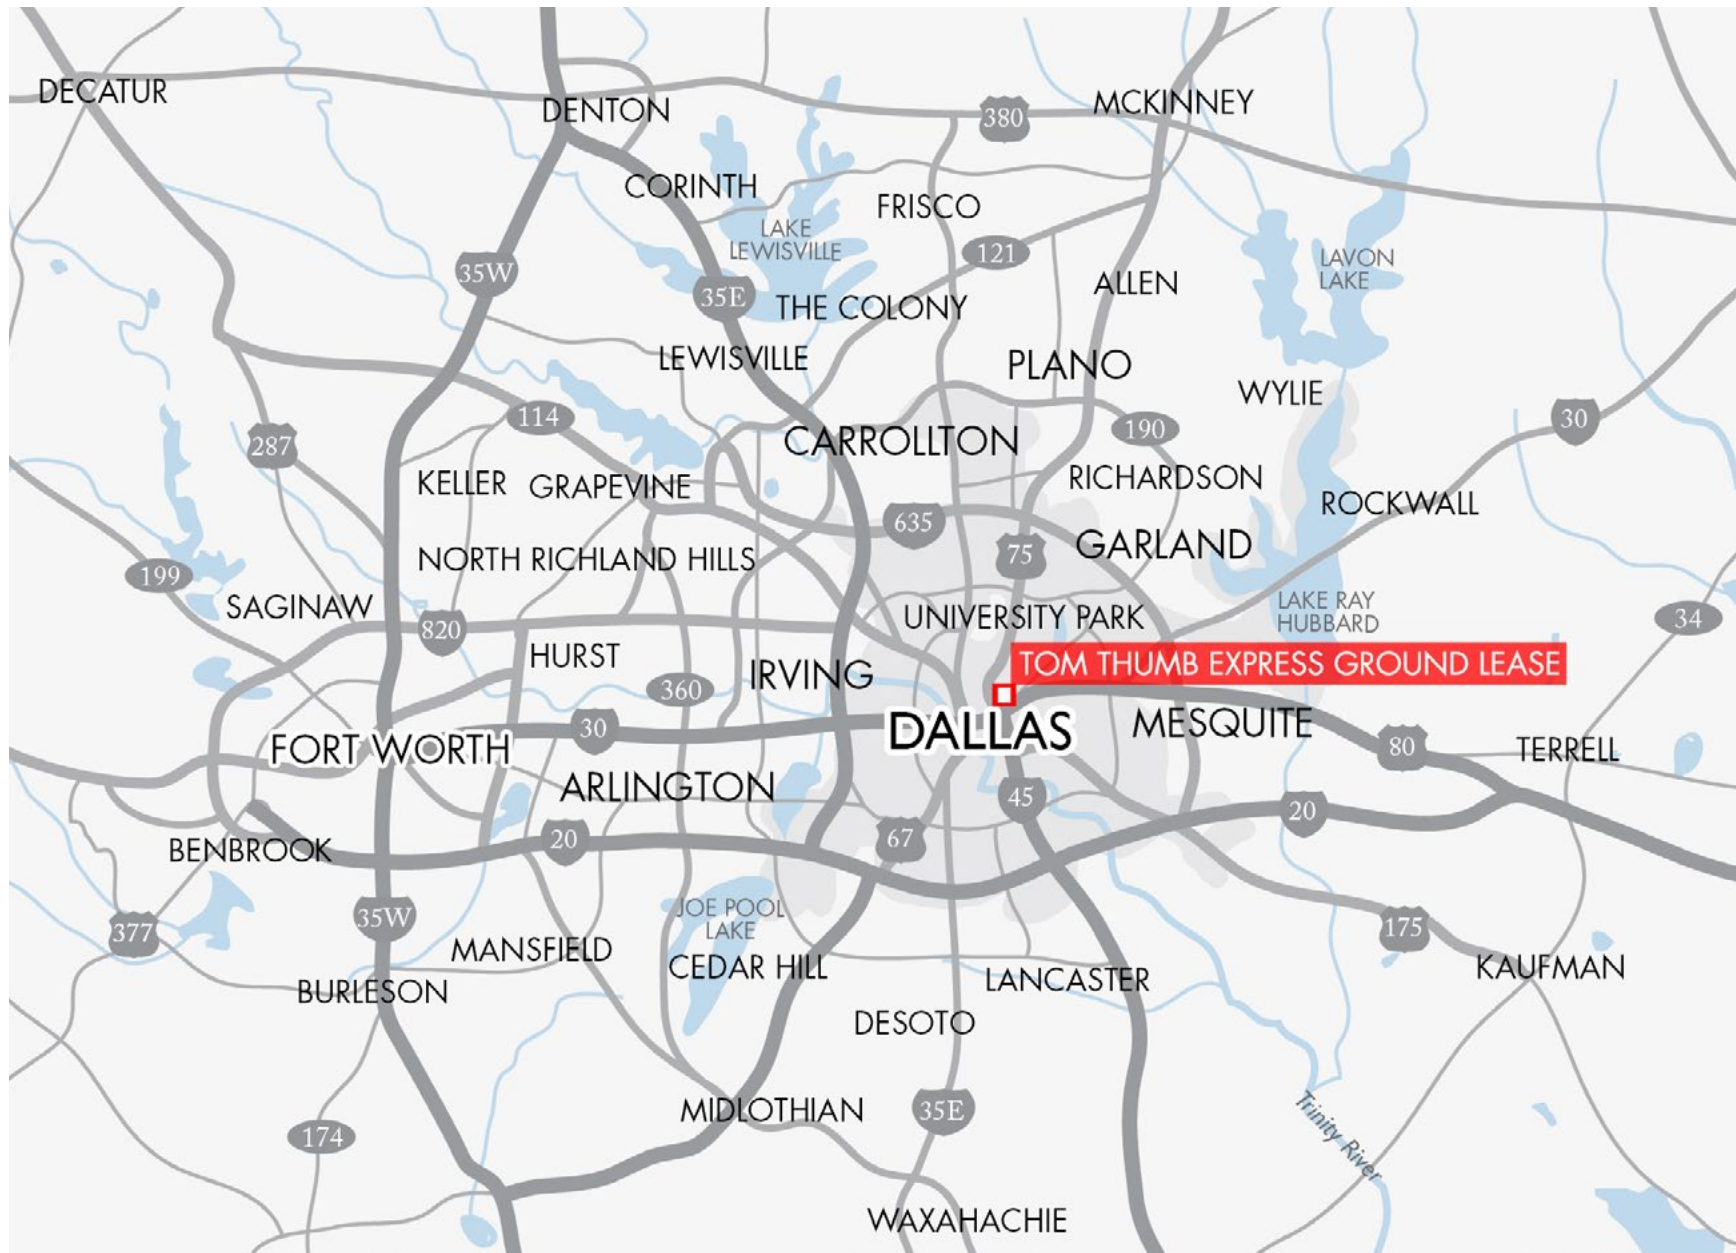 DECATUR
DENTON
380
MCKINNEY
CORINTH
FRISCO
LAKE
LEWISVILLE
121
35W
35E
ALLEN
LAVON
LAKE
THE COLONY
LEWISVILLE
PLANO
WYLIE
114
287
CARROLLTON
190
30
KELLER
GRAPEVINE
RICHARDSON
ROCKWALL
635
75
GARLAND
NORTH RICHLAND HILLS
199
SAGINAW
820
UNIVERSITY PARK
LAKE RAY
HUBBARD
34
HURST
IRVING
TOM THUMB EXPRESS GROUND LEASE
360
30
FORT WORTH
DALLAS
MESQUITE
80
TERRELL
ARLINGTON
45
20
BENBROOK
20
67
35W
377
JOE POOL
LAKE
175
MANSFIELD
CEDAR HILL
LANCASTER
KAUFMAN
BURLESON
DESOTO
MIDLOTHIAN
35E
174
Trinity River
WAXAHACHIE